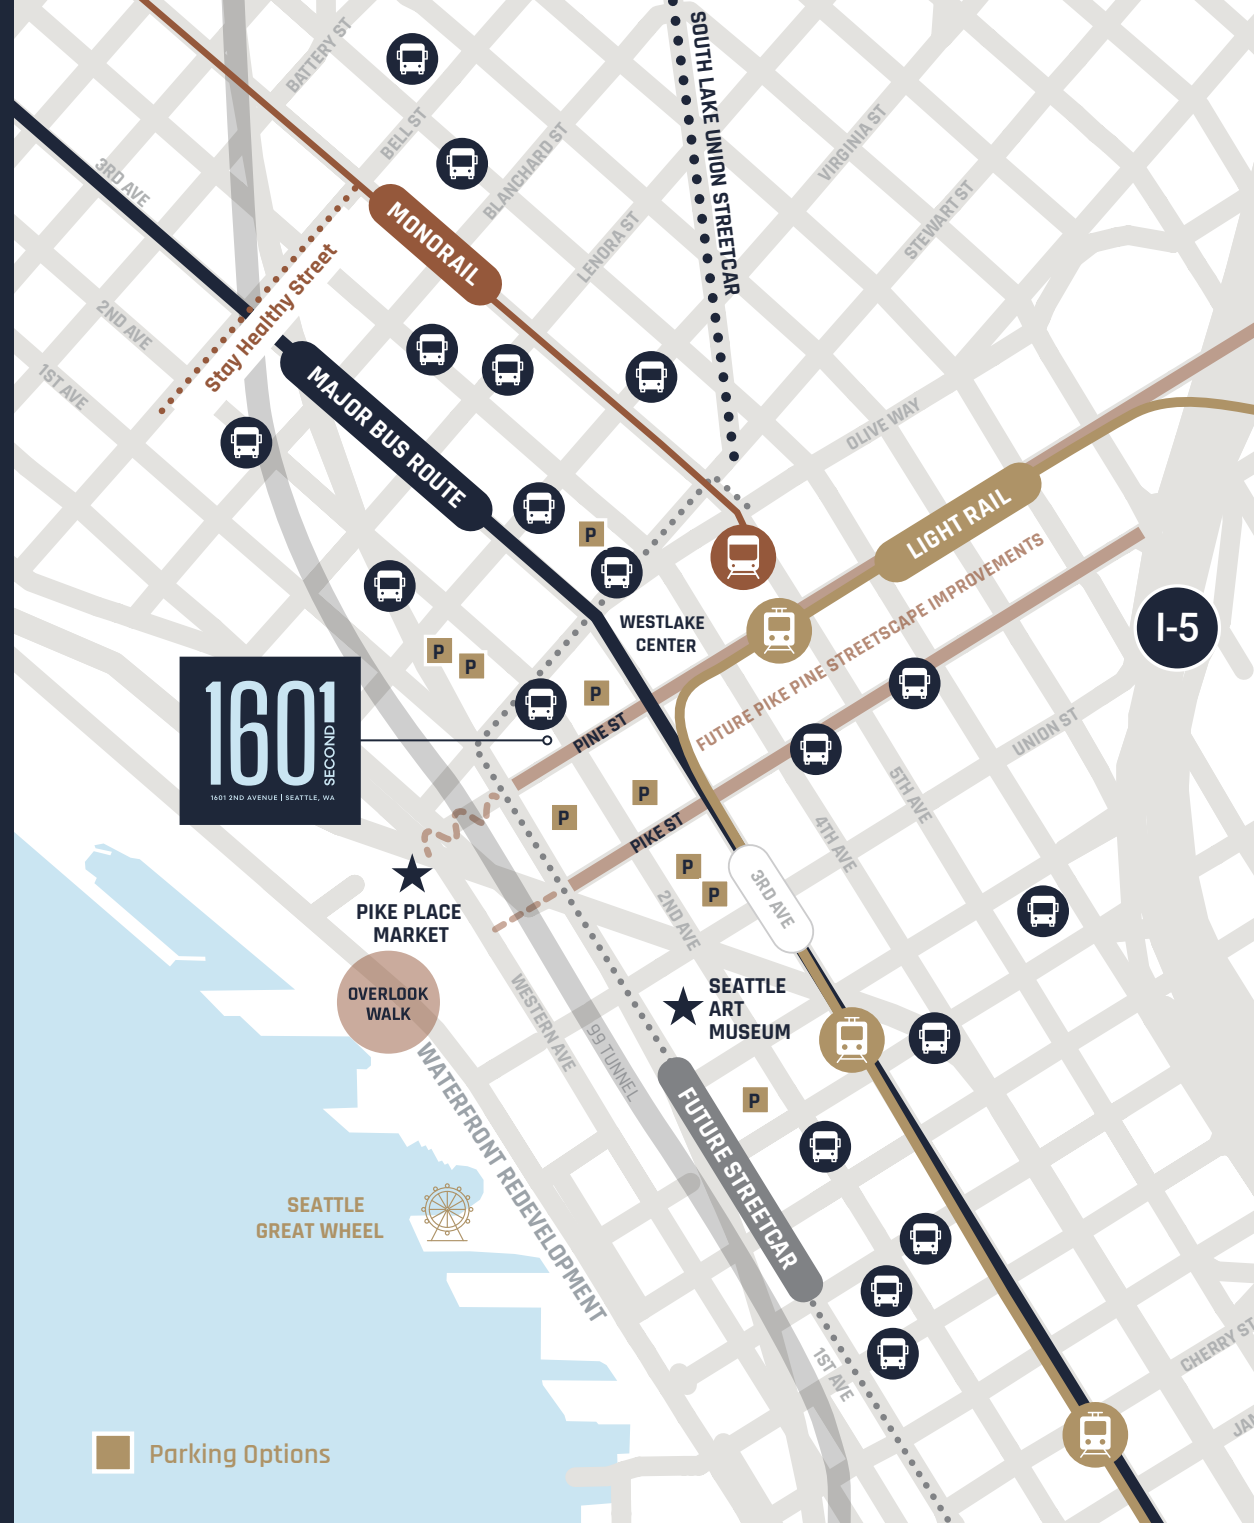 BATTERY ST
BELL ST
BLANCHARD ST
LENORA ST
VIRGINIA ST
STEWART ST
SOUTH LAKE UNION STREETCAR
3RD AVE
2ND AVE
1ST AVE
MONORAIL
Stay Healthy Street
MAJOR BUS ROUTE
OLIVE WAY
LIGHT RAIL
FUTURE PIKE PINE STREETSCAPE IMPROVEMENTS
P
WESTLAKE
CENTER
I-5
P
P
P
1601
SECOND
1601 2ND AVENUE | SEATTLE, WA
PINE ST
UNION ST
5TH AVE
4TH AVE
P
P
PIKE ST
P
P
3RD AVE
2ND AVE
PIKE PLACE
MARKET
OVERLOOK
WALK
SEATTLE
ART
MUSEUM
WESTERN AVE
99 TUNNEL
WATERFRONT REDEVELOPMENT
P
FUTURE STREETCAR
SEATTLE
GREAT WHEEL
1ST AVE
CHERRY ST
Parking Options